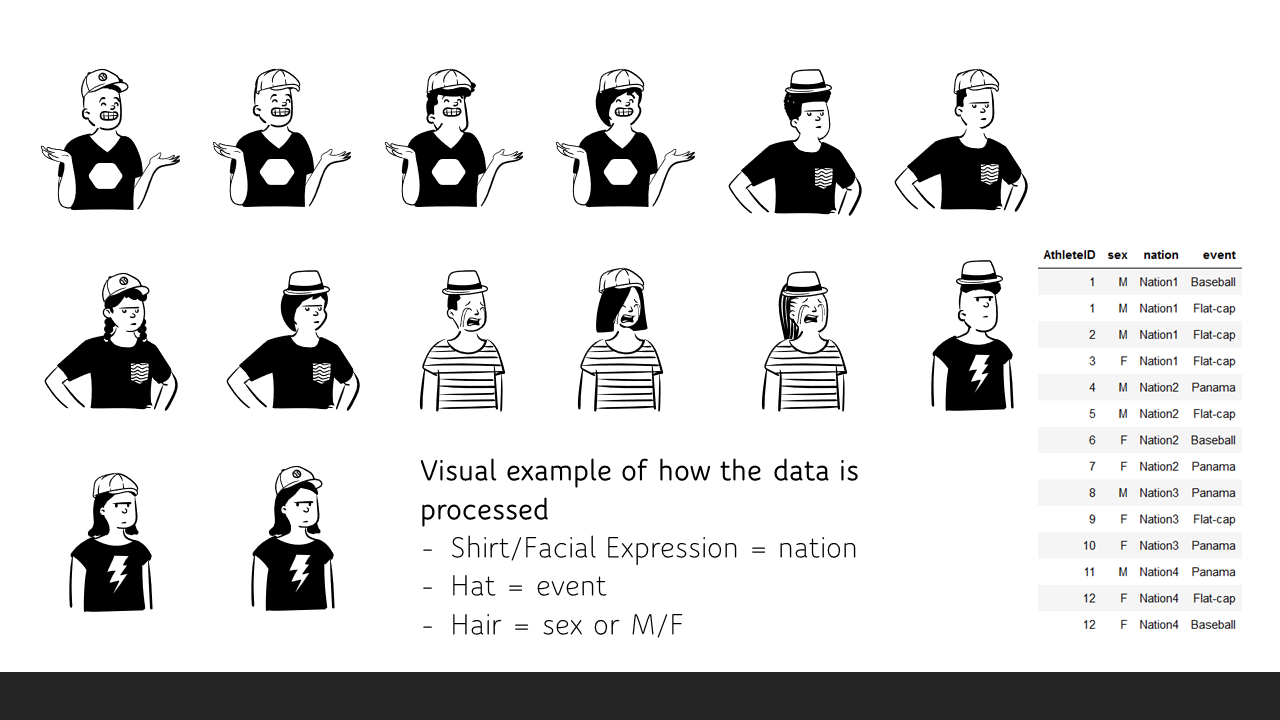 AthleteID sex nation event
1 M Nation1 Baseball
1 M Nation1 Flat-cap
2 M Nation1 Flat-cap
3 F Nation1 Flat-cap
4 M Nation2 Panama
5 M Nation2 Flat-cap
6 F Nation2 Baseball
7 F Nation2 Panama
8 M Nation3 Panama
9 F Nation3 Flat-cap
10 F Nation3 Panama
11 M Nation4 Panama
12 F Nation4 Flat-cap
12 F Nation4 Baseball
Visual example of how the data is
processed
- Shirt/Facial Expression = nation
- Hat = event
- Hair = sex or M/F